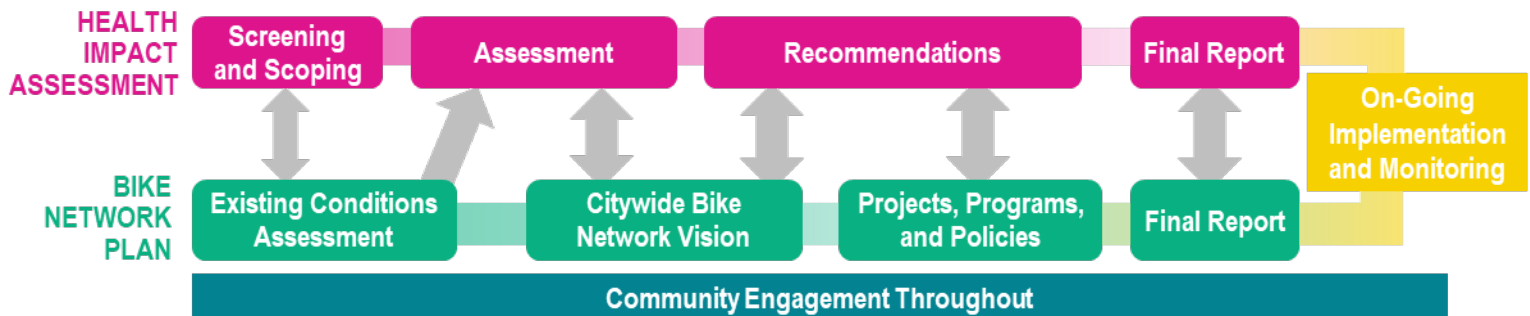 HEALTH
IMPACT
ASSESSMENT
Screening
and Scoping
Assessment
Recommendations
Final Report
On-Going
Implementation
and Monitoring
BIKE
NETWORK
PLAN
Existing Conditions
Assessment
Citywide Bike
Network Vision
Projects, Programs,
and Policies
Final Report
Community Engagement Throughout